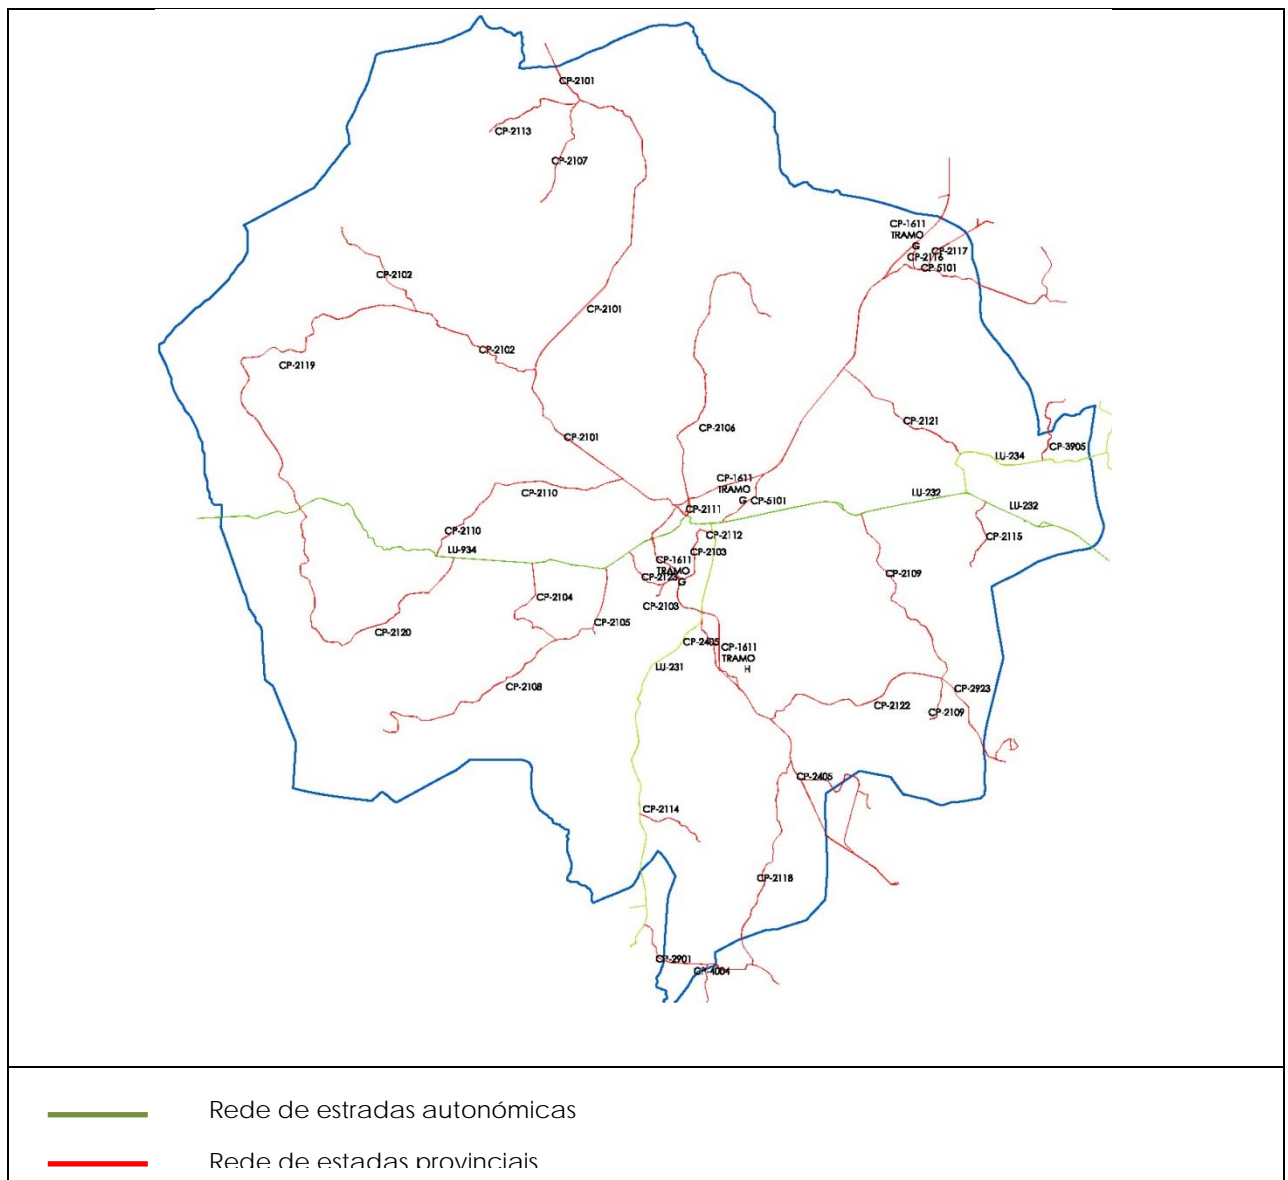 CP-2101
CP-2113
CP-2107
CP-1611
TRAMO
G
CP-2117
CP-2116
CP-5101
CP-2102
CP-2101
CP-2102
CP-2119
CP-2121
CP-2106
CP-2101
CP-3905
LU-234
CP-1611
TRAMO
G
CP-5101
CP-2110
LU-232
LU-232
CP-2111
CP-2110
CP-2112
CP-2115
LU-934
CP-2103
CP-1611
TRAMO
G
CP-2123
CP-2109
CP-2104
CP-2103
CP-2105
CP-2120
CP-2405
CP-1611
TRAMO
H
LU-231
CP-2108
CP-2923
CP-2122
CP-2109
CP-2405
CP-2114
CP-2118
CP-2901
CP-4004
Rede de estradas autonómicas
Rede de estadas provinciais